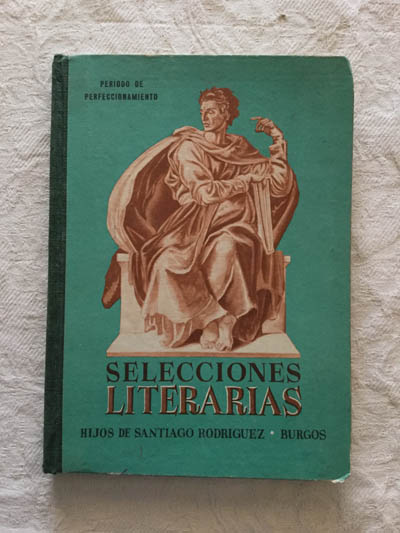 PERIODO DE
PERFECCIONAMIENTO
SELECCIONES
LITERARIAS
HIJOS DE SANTIAGO RODRIGUEZ • BURGOS